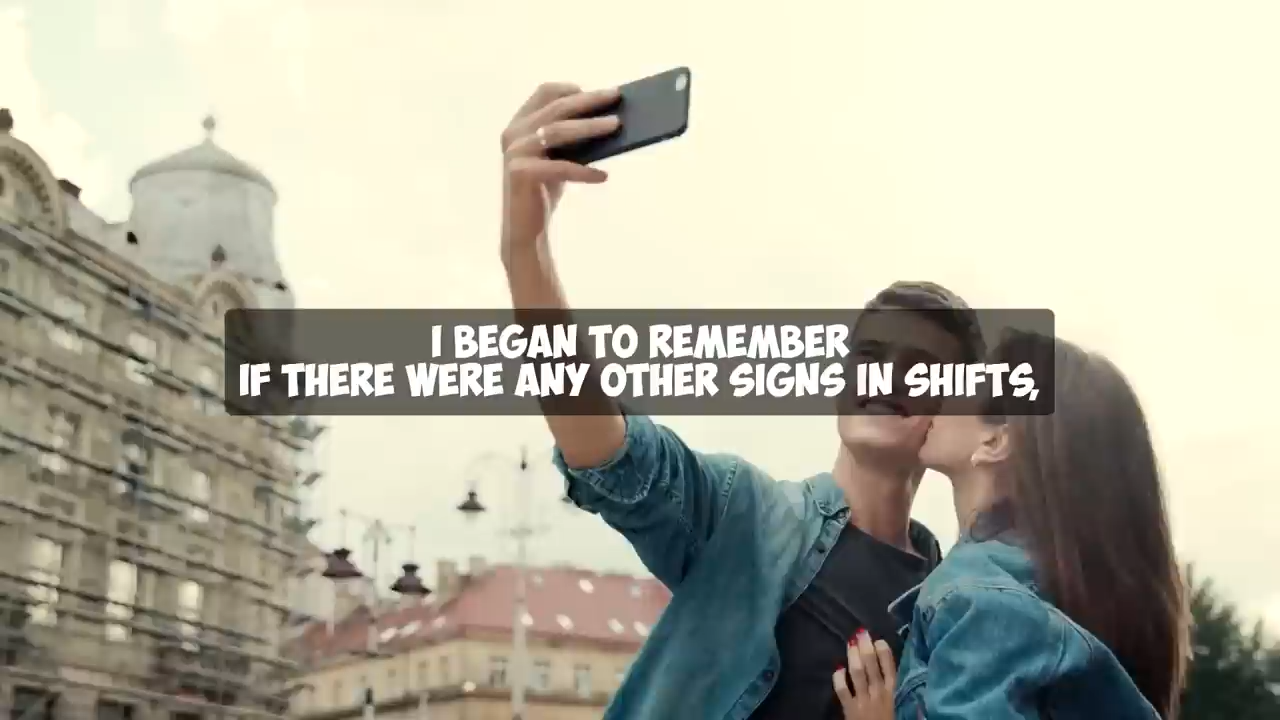 I BEGAN TO REMEMBER
IF THERE WERE ANY OTHER SIGNS IN SHIFTS,